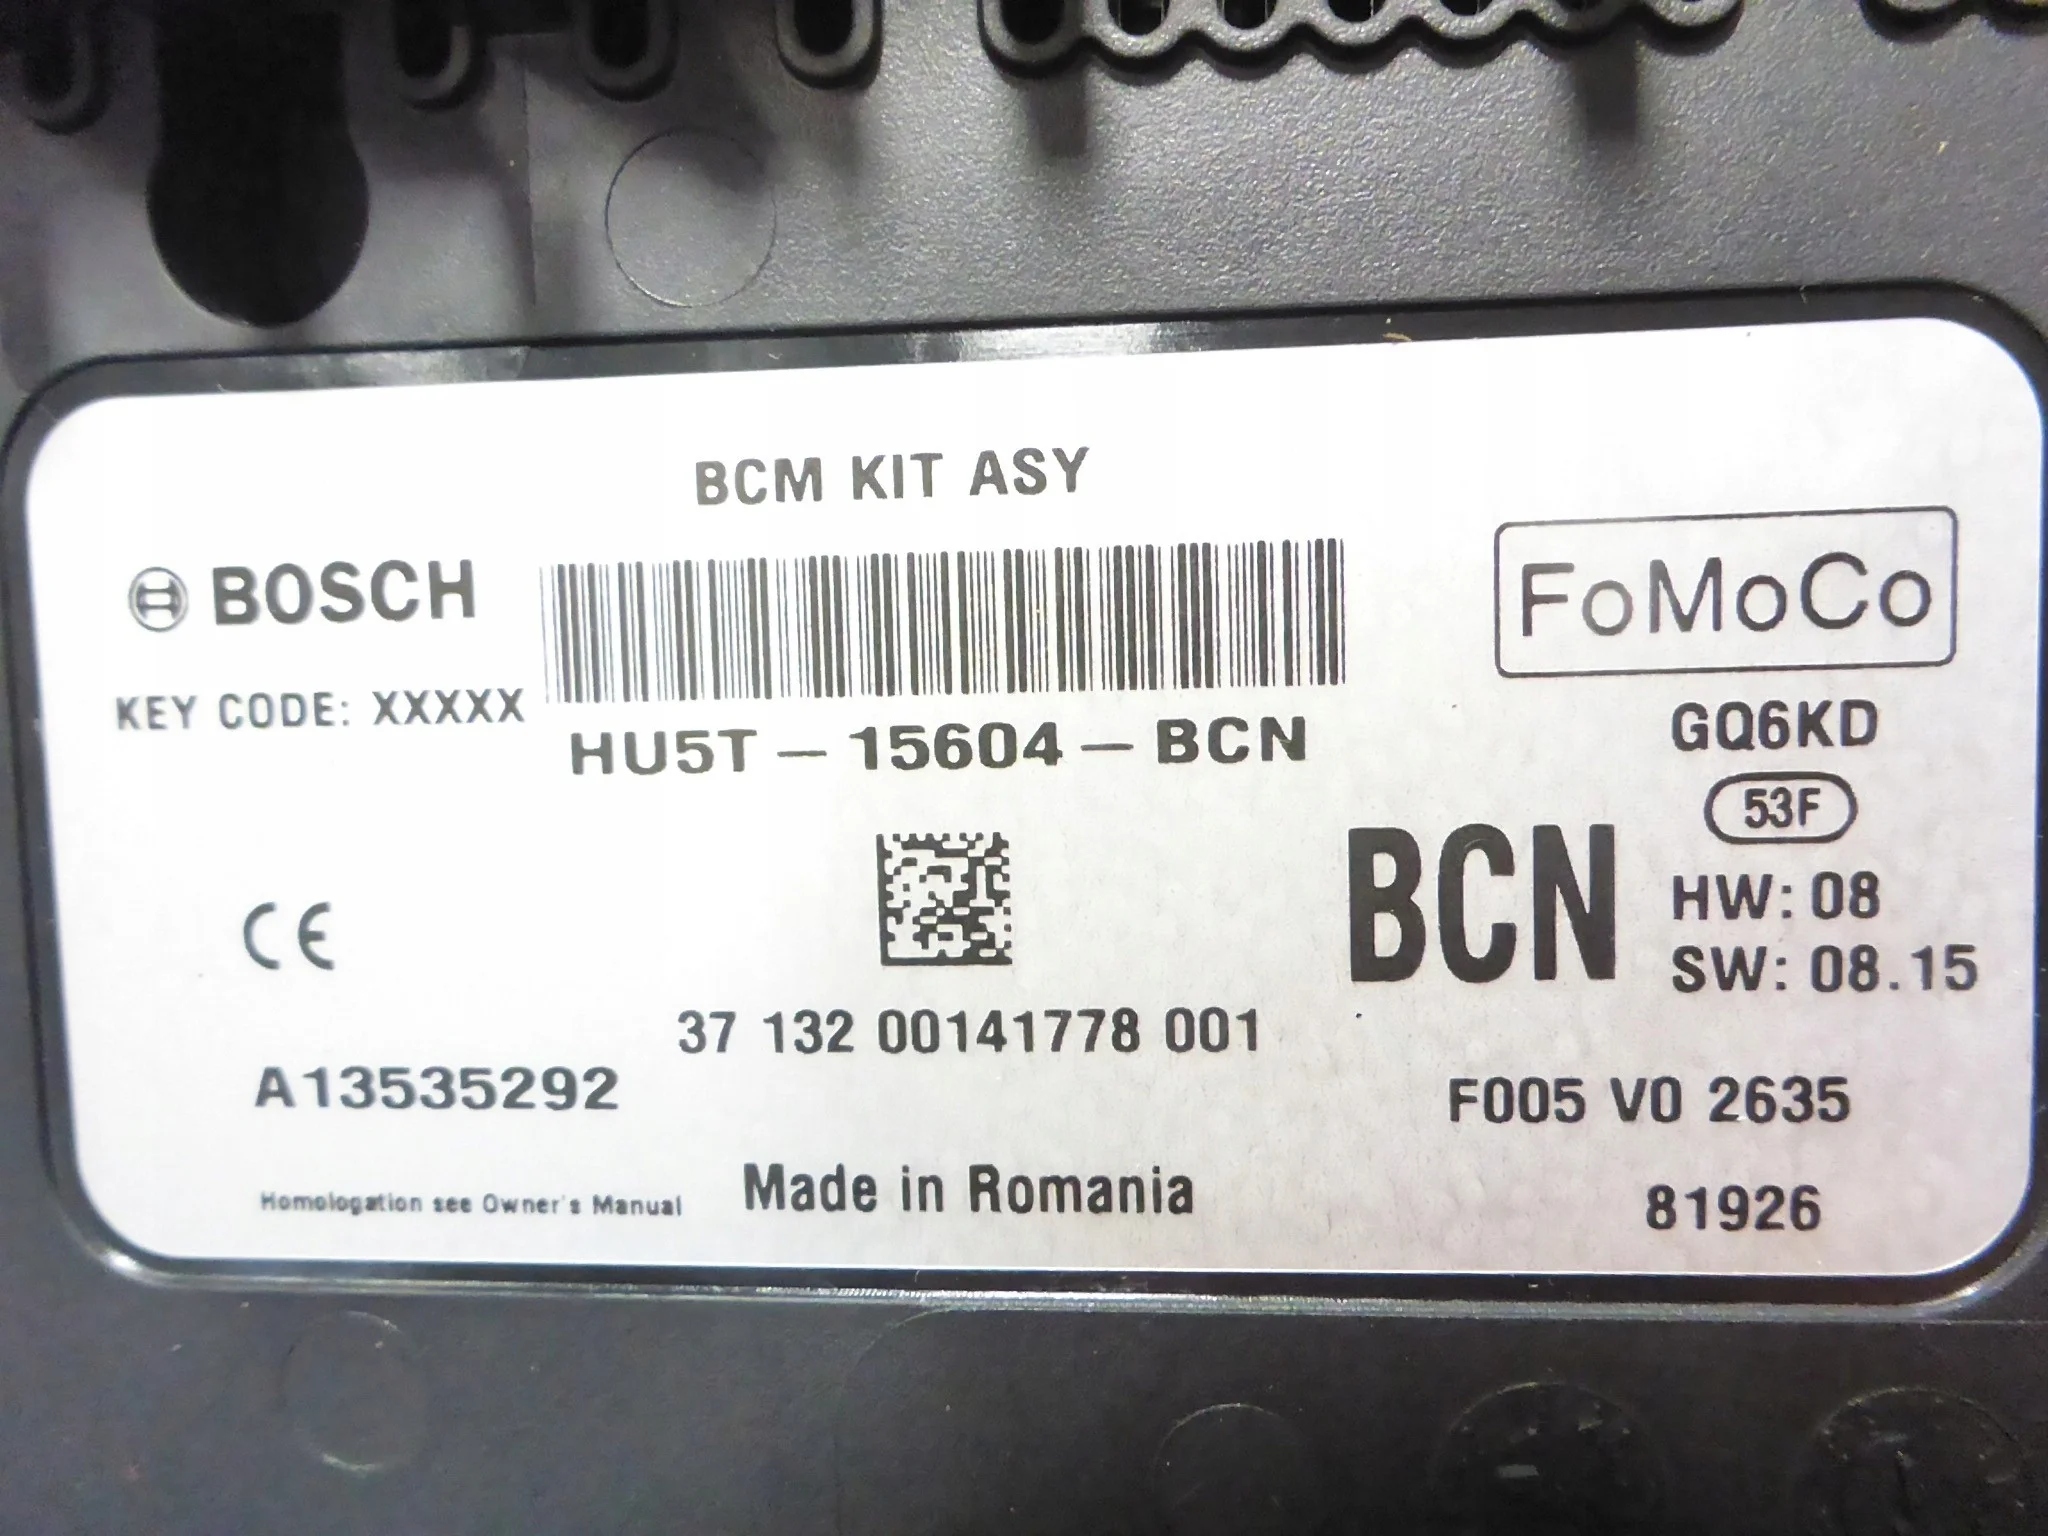 BCM KIT ASY
BOSCH
FoMoCo
KEY CODE: XXXXX
HU5T-15604-BCN
GQ6KD
53F
BCN
HW: 08
SW: 08.15
CE
37 132 00141778 001
A13535292
F005 V0 2635
Homologation see Owner's Manual
Made in Romania
81926